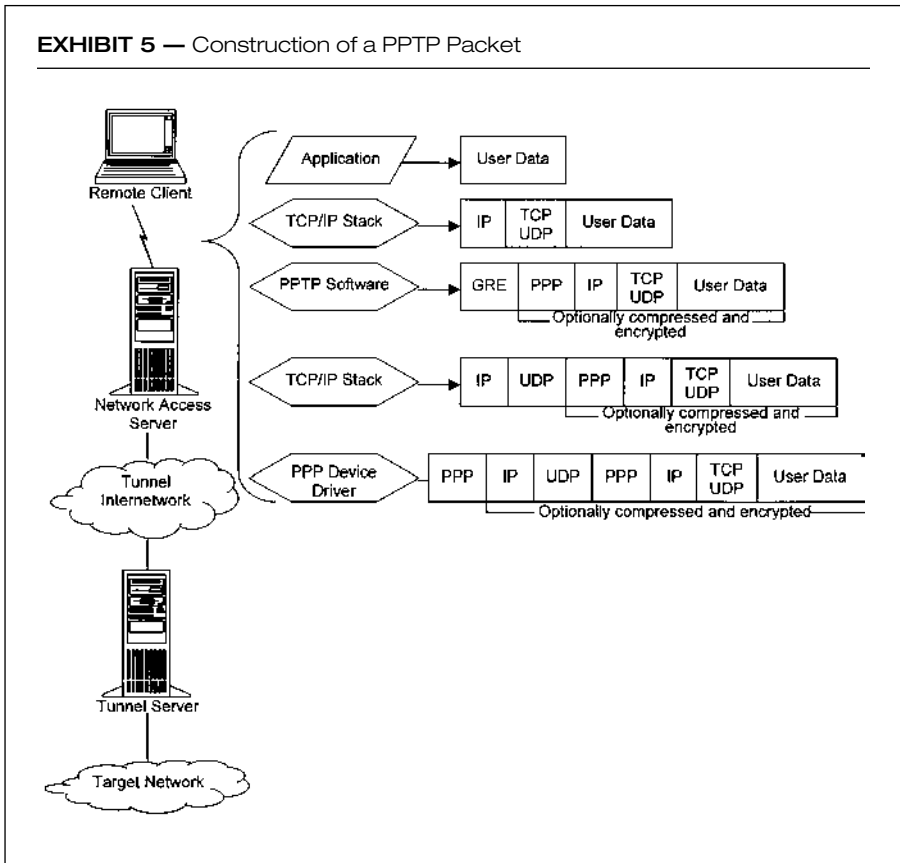 EXHIBIT 5 — Construction of a PPTP Packet
Remote Client
Network Access
Server
Tunnel
Internetwork
Tunnel Server
Target Network
Application
User Data
TCP/IP Stack
IP
TCP
UDP
User Data
PPTP Software
GRE
PPP
IP
TCP
UDP
User Data
Optionally compressed and
encrypted
TCP/IP Stack
IP
UDP
PPP
IP
TCP
UDP
User Data
Optionally compressed and
encrypted
PPP Device
Driver
PPP
IP
UDP
PPP
IP
TCP
UDP
User Data
Optionally compressed and encrypted